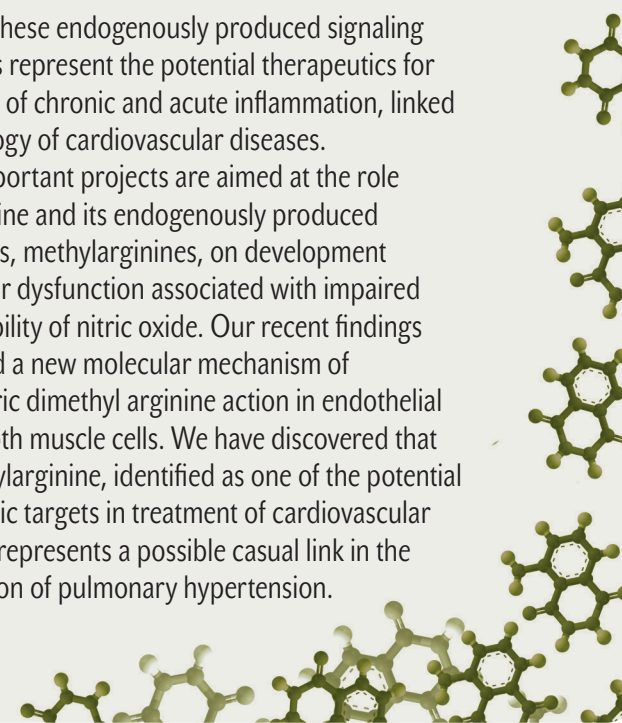 hese endogenously produced signaling
s represent the potential therapeutics for
of chronic and acute inflammation, linked
ogy of cardiovascular diseases.
portant projects are aimed at the role
ine and its endogenously produced
s, methylarginines, on development
r dysfunction associated with impaired
bility of nitric oxide. Our recent findings
d a new molecular mechanism of
ric dimethyl arginine action in endothelial
oth muscle cells. We have discovered that
ylarginine, identified as one of the potential
ic targets in treatment of cardiovascular
represents a possible casual link in the
on of pulmonary hypertension.